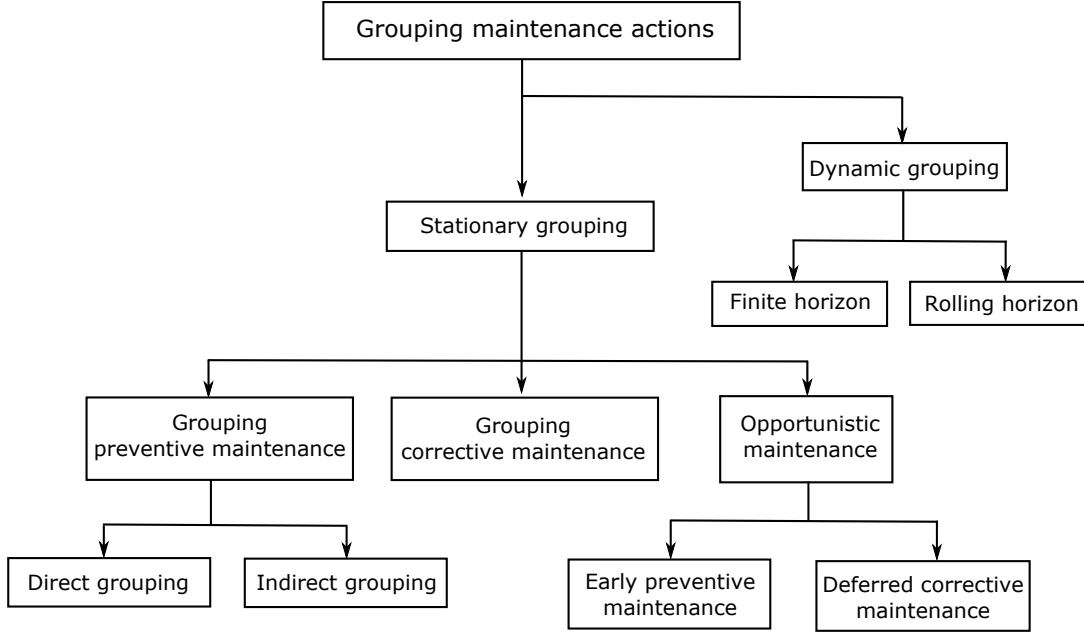 Grouping maintenance actions
Dynamic grouping
Stationary grouping
Finite horizon
Rolling horizon
Grouping
preventive maintenance
Grouping
corrective maintenance
Opportunistic
maintenance
Direct grouping
Indirect grouping
Early preventive
maintenance
Deferred corrective
maintenance